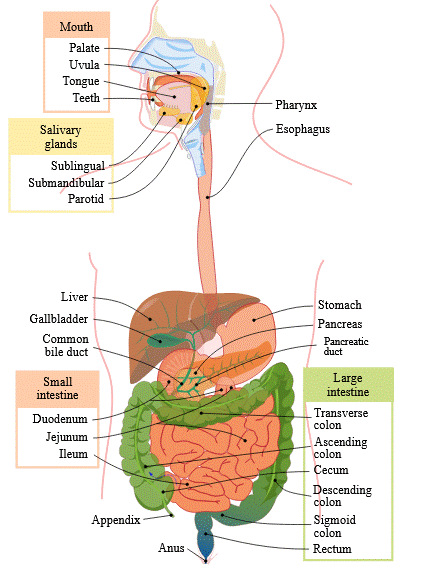 Mouth
Palate
Uvula
Tongue
Teeth
Salivary
glands
Sublingual
Submandibular
Parotid
Pharynx
Esophagus
Liver
Gallbladder
Common
bile duct
Stomach
Pancreas
Pancreatic
duct
Small
intestine
Duodenum
Jejunum
Ileum
Large
intestine
Transverse
colon
Ascending
colon
Cecum
Descending
colon
Sigmoid
colon
Rectum
Appendix
Anus